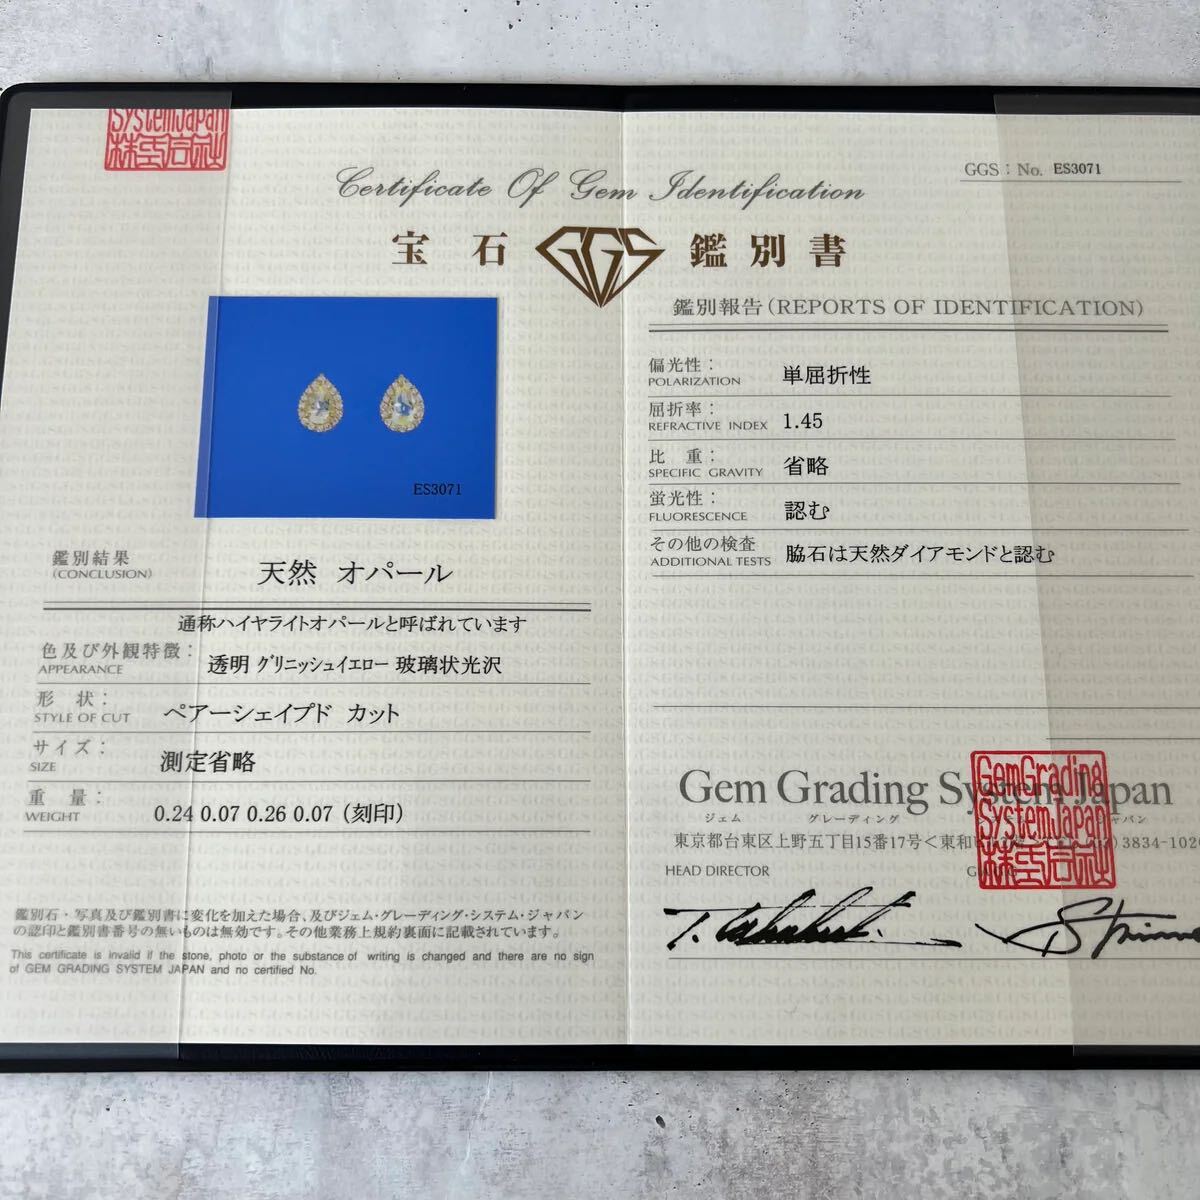 SystemJapan
株式会社
Certificate Of Gem Identification
GGS : No. ES3071
宝石 GGS 鑑別書
ES3071
鑑別結果
(CONCLUSION)
天然 オパール
通称ハイヤライトオパールと呼ばれています
色及び外観特徴:
APPEARANCE
透明 グリニッシュイエロー 玻璃状光沢
形 状:
STYLE OF CUT
ペアーシェイプド カット
サイズ:
SIZE
測定省略
重 量:
WEIGHT
0.24 0.07 0.26 0.07 (刻印)
鑑別石・写真及び鑑別書に変化を加えた場合、及びジェム・グレーディング・システム・ジャパン
の認印と鑑別書番号の無いものは無効です。その他業務上規約裏面に記載されています。
This certificate is invalid if the stone, photo or the substance of writing is changed and there are no sign
of GEM GRADING SYSTEM JAPAN and no certified No.
鑑別報告(REPORTS OF IDENTIFICATION)
偏光性:
POLARIZATION
単屈折性
屈折率:
REFRACTIVE INDEX
1.45
比 重:
SPECIFIC GRAVITY
省略
蛍光性:
FLUORESCENCE
認む
その他の検査
ADDITIONAL TESTS
脇石は天然ダイアモンドと認む
Gem Grading System Japan
ジェム グレーディング ジャパン
東京都台東区上野五丁目15番17号<東和 )3834-102
HEAD DIRECTOR
GemGrading
SystemJapan
株式会社